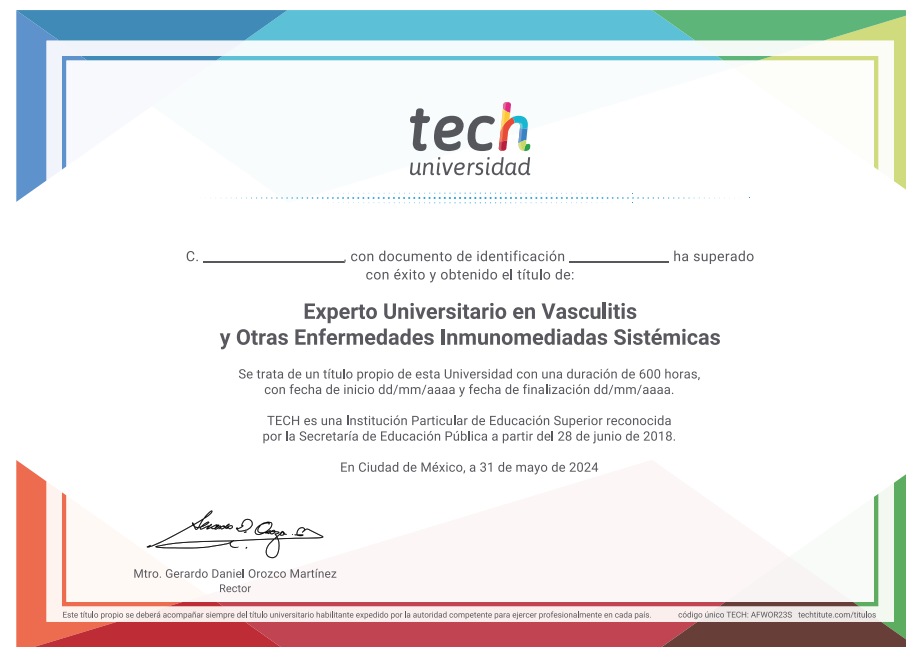 tech
universidad
C. ____________, con documento de identificación ____________ ha superado
con éxito y obtenido el título de:
Experto Universitario en Vasculitis
y Otras Enfermedades Inmunomediadas Sistémicas
Se trata de un título propio de esta Universidad con una duración de 600 horas,
con fecha de inicio dd/mm/aaaa y fecha de finalización dd/mm/aaaa.
TECH es una Institución Particular de Educación Superior reconocida
por la Secretaría de Educación Pública a partir del 28 de junio de 2018.
En Ciudad de México, a 31 de mayo de 2024
Mtro. Gerardo Daniel Orozco Martínez
Rector
Este título propio se deberá acompañar siempre del título universitario habilitante expedido por la autoridad competente para ejercer profesionalmente en cada país. código único TECH: AFWOR23S techtitute.com/titulos